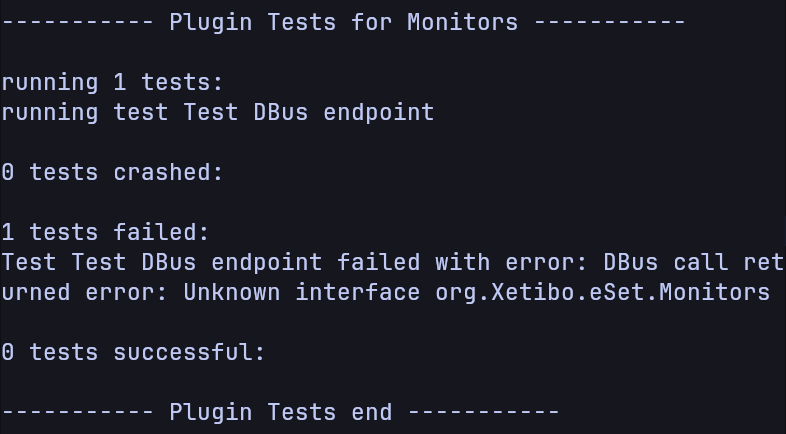 ----------- Plugin Tests for Monitors -----------
running 1 tests:
running test Test DBus endpoint
0 tests crashed:
1 tests failed:
Test Test DBus endpoint failed with error: DBus call ret
urned error: Unknown interface org.Xetibo.eSet.Monitors
0 tests successful:
----------- Plugin Tests end -----------